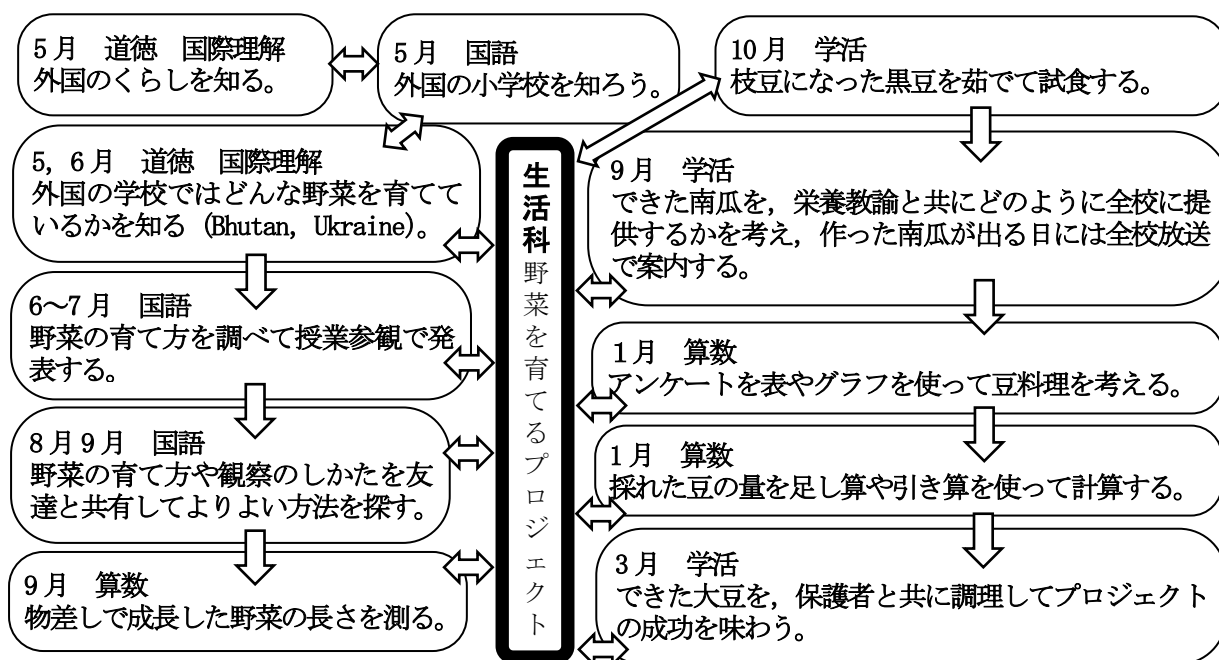 5月 道徳 国際理解
外国のくらしを知る。
5月 国語
外国の小学校を知ろう。
5,6月 道徳 国際理解
外国の学校ではどんな野菜を育てて
いるかを知る (Bhutan, Ukraine)。
6～7月 国語
野菜の育て方を調べて授業参観で発
表する。
8月9月 国語
野菜の育て方や観察のしかたを友
達と共有してよりよい方法を探す。
9月 算数
物差しで成長した野菜の長さを測る。
生活科野菜を育てるプロジェクト
10月 学活
枝豆になった黒豆を茹でて試食する。
9月 学活
できた南瓜を，栄養教諭と共にどのように全校に提
供するかを考え，作った南瓜が出る日には全校放送
で案内する。
1月 算数
アンケートを表やグラフを使って豆料理を考える。
1月 算数
採れた豆の量を足し算や引き算を使って計算する。
3月 学活
できた大豆を，保護者と共に調理してプロジェクト
の成功を味わう。